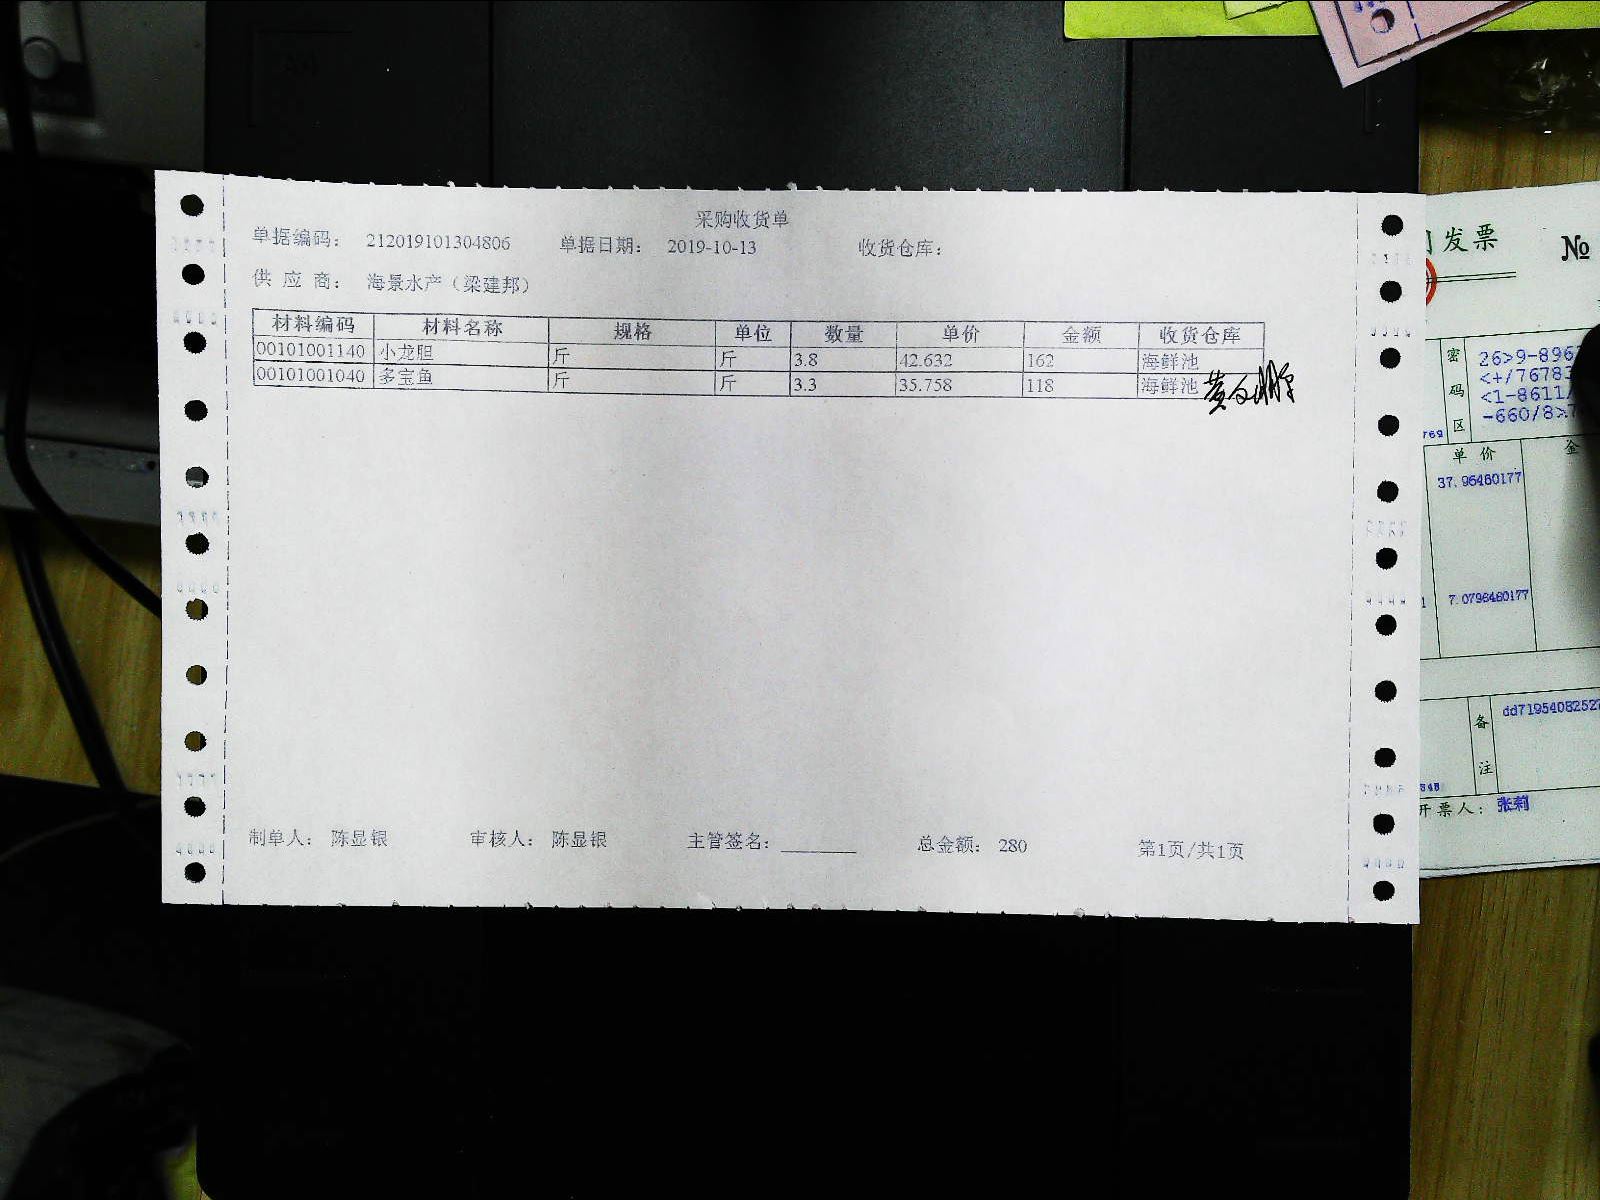 采购收货单
单据编码： 212019101304806 单据日期： 2019-10-13 收货仓库：
供 应 商： 海景水产（梁建邦）
材料编码 材料名称 规格 单位 数量 单价 金额 收货仓库
00101001140 小龙胆 斤 斤 3.8 42.632 162 海鲜池
00101001040 多宝鱼 斤 斤 3.3 35.758 118 海鲜池
制单人： 陈显银 审核人： 陈显银 主管签名： 总金额： 280 第1页/共1页
发票 №
密码区
26>9-896
<+/7678
<1-8611/
-660/8>
单价 金
37.96460177
7.0796460177
备注
dd7195408252
开票人： 张莉